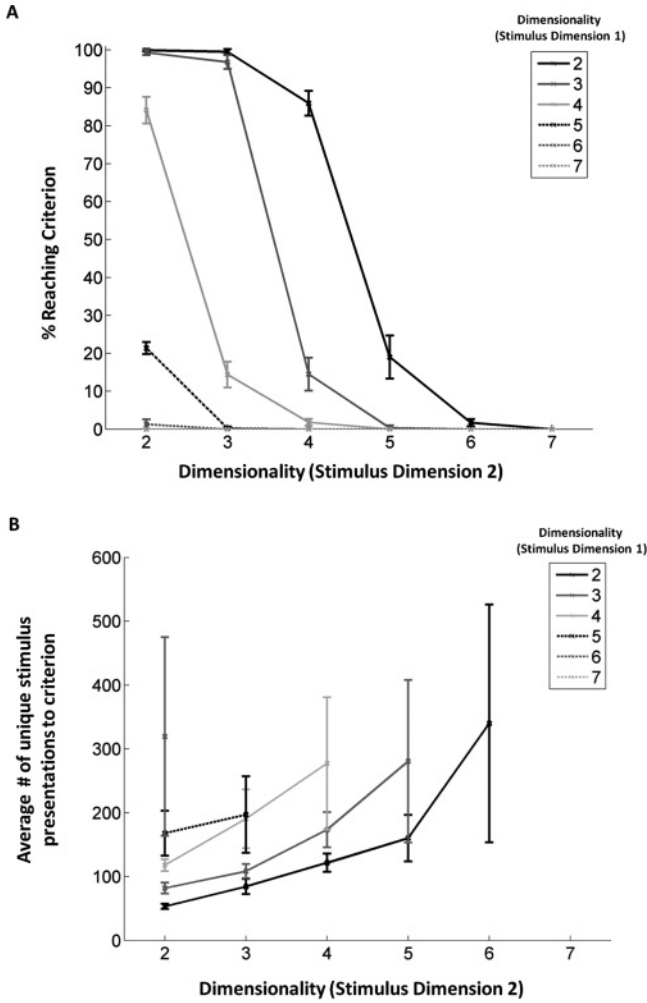 A
Dimensionality
(Stimulus Dimension 1)
2
3
4
5
6
7
100
90
80
70
60
50
40
30
20
10
0
% Reaching Criterion
2 3 4 5 6 7
Dimensionality (Stimulus Dimension 2)
B
Dimensionality
(Stimulus Dimension 1)
2
3
4
5
6
7
600
500
400
300
200
100
0
Average # of unique stimulus
presentations to criterion
2 3 4 5 6 7
Dimensionality (Stimulus Dimension 2)